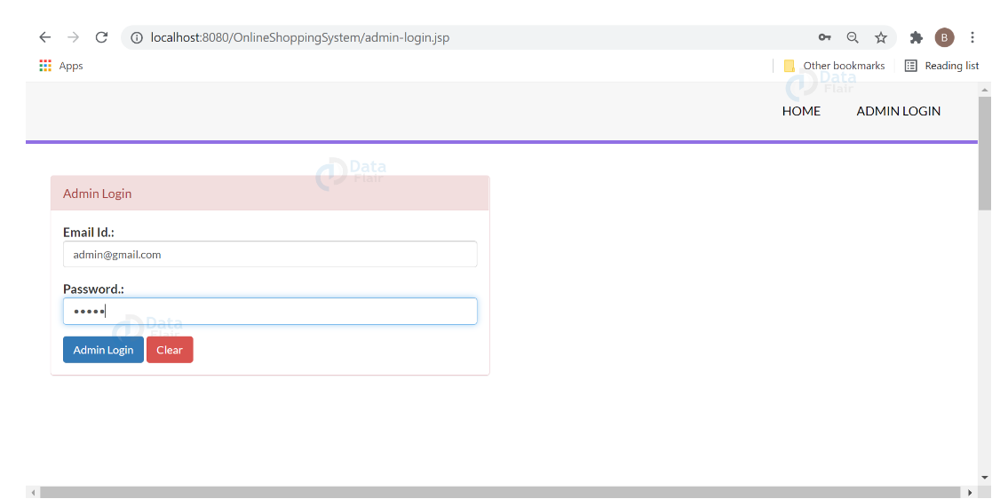 localhost:8080/OnlineShoppingSystem/admin-login.jsp
B
Apps
Other bookmarks
Reading list
Data
Flair
HOME
ADMIN LOGIN
Data
Flair
Admin Login
Email Id.:
admin@gmail.com
Password.:
•••••
Data
Flair
Admin Login
Clear